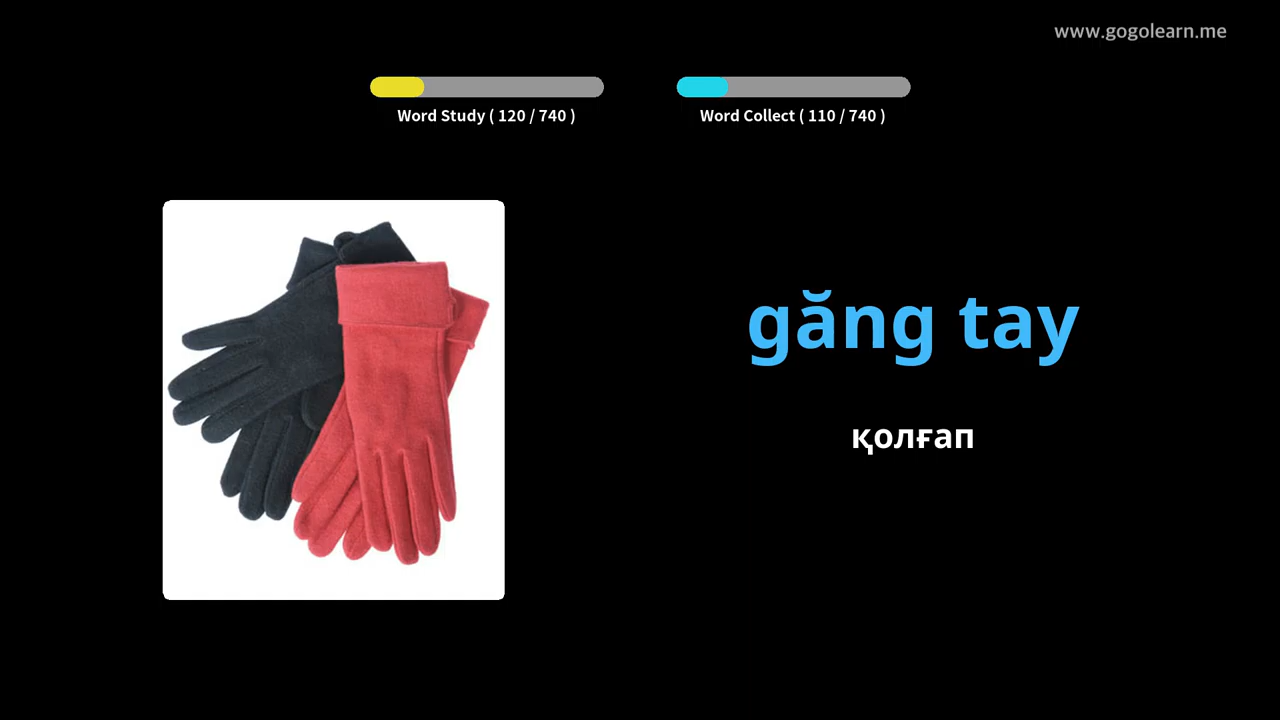 www.gogolearn.me
Word Study ( 120 / 740 )
Word Collect ( 110 / 740 )
găng tay
қолғап